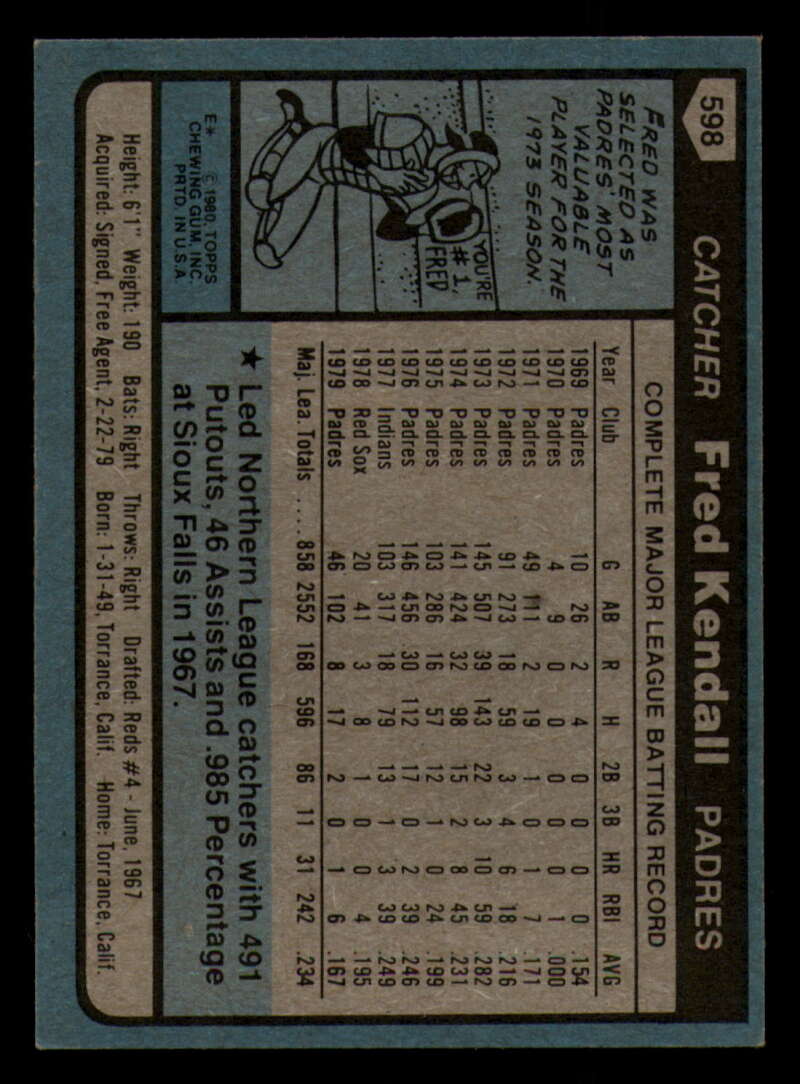 598 CATCHER Fred Kendall PADRES
FRED WAS
SELECTED AS
PADRES' MOST
VALUABLE
PLAYER FOR THE
1973 SEASON.
YOU'RE
#1,
FRED
E* © 1980, TOPPS
CHEWING GUM, INC.
PRTD. IN U.S.A.
COMPLETE MAJOR LEAGUE BATTING RECORD
Year Club G AB R H 2B 3B HR RBI AVG
1969 Padres 10 26 2 4 0 0 0 0 .154
1970 Padres 4 9 0 0 0 0 0 1 .000
1971 Padres 49 111 2 19 1 0 1 7 .171
1972 Padres 91 273 18 59 3 4 6 18 .216
1973 Padres 145 507 39 143 22 3 10 59 .282
1974 Padres 141 424 32 98 15 2 8 45 .231
1975 Padres 103 286 16 57 12 1 0 24 .199
1976 Padres 146 456 30 112 17 0 2 39 .246
1977 Indians 103 317 18 79 13 1 3 39 .249
1978 Red Sox 20 41 3 8 1 0 0 4 .195
1979 Padres 46 102 8 17 2 0 1 6 .167
Maj. Lea. Totals .... 858 2552 168 596 86 11 31 242 .234
★ Led Northern League catchers with 491
Putouts, 46 Assists and .985 Percentage
at Sioux Falls in 1967.
Height: 6'1" Weight: 190 Bats: Right Throws: Right Drafted: Reds #4 - June, 1967
Acquired: Signed, Free Agent, 2-22-79 Born: 1-31-49, Torrance, Calif. Home: Torrance, Calif.